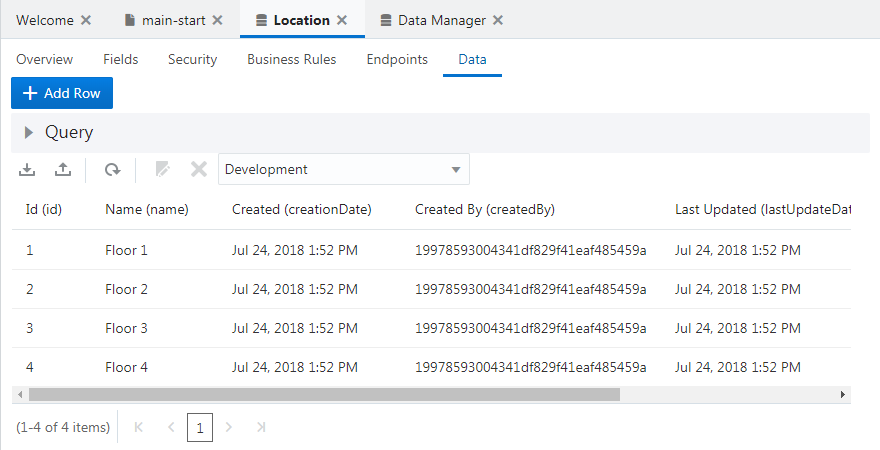 Welcome main-start Location Data Manager
Overview Fields Security Business Rules Endpoints Data
Add Row
Query
Development
Id (id) Name (name) Created (creationDate) Created By (createdBy) Last Updated (lastUpdateDat
1 Floor 1 Jul 24, 2018 1:52 PM 19978593004341df829f41eaf485459a Jul 24, 2018 1:52 PM
2 Floor 2 Jul 24, 2018 1:52 PM 19978593004341df829f41eaf485459a Jul 24, 2018 1:52 PM
3 Floor 3 Jul 24, 2018 1:52 PM 19978593004341df829f41eaf485459a Jul 24, 2018 1:52 PM
4 Floor 4 Jul 24, 2018 1:52 PM 19978593004341df829f41eaf485459a Jul 24, 2018 1:52 PM
(1-4 of 4 items) 1